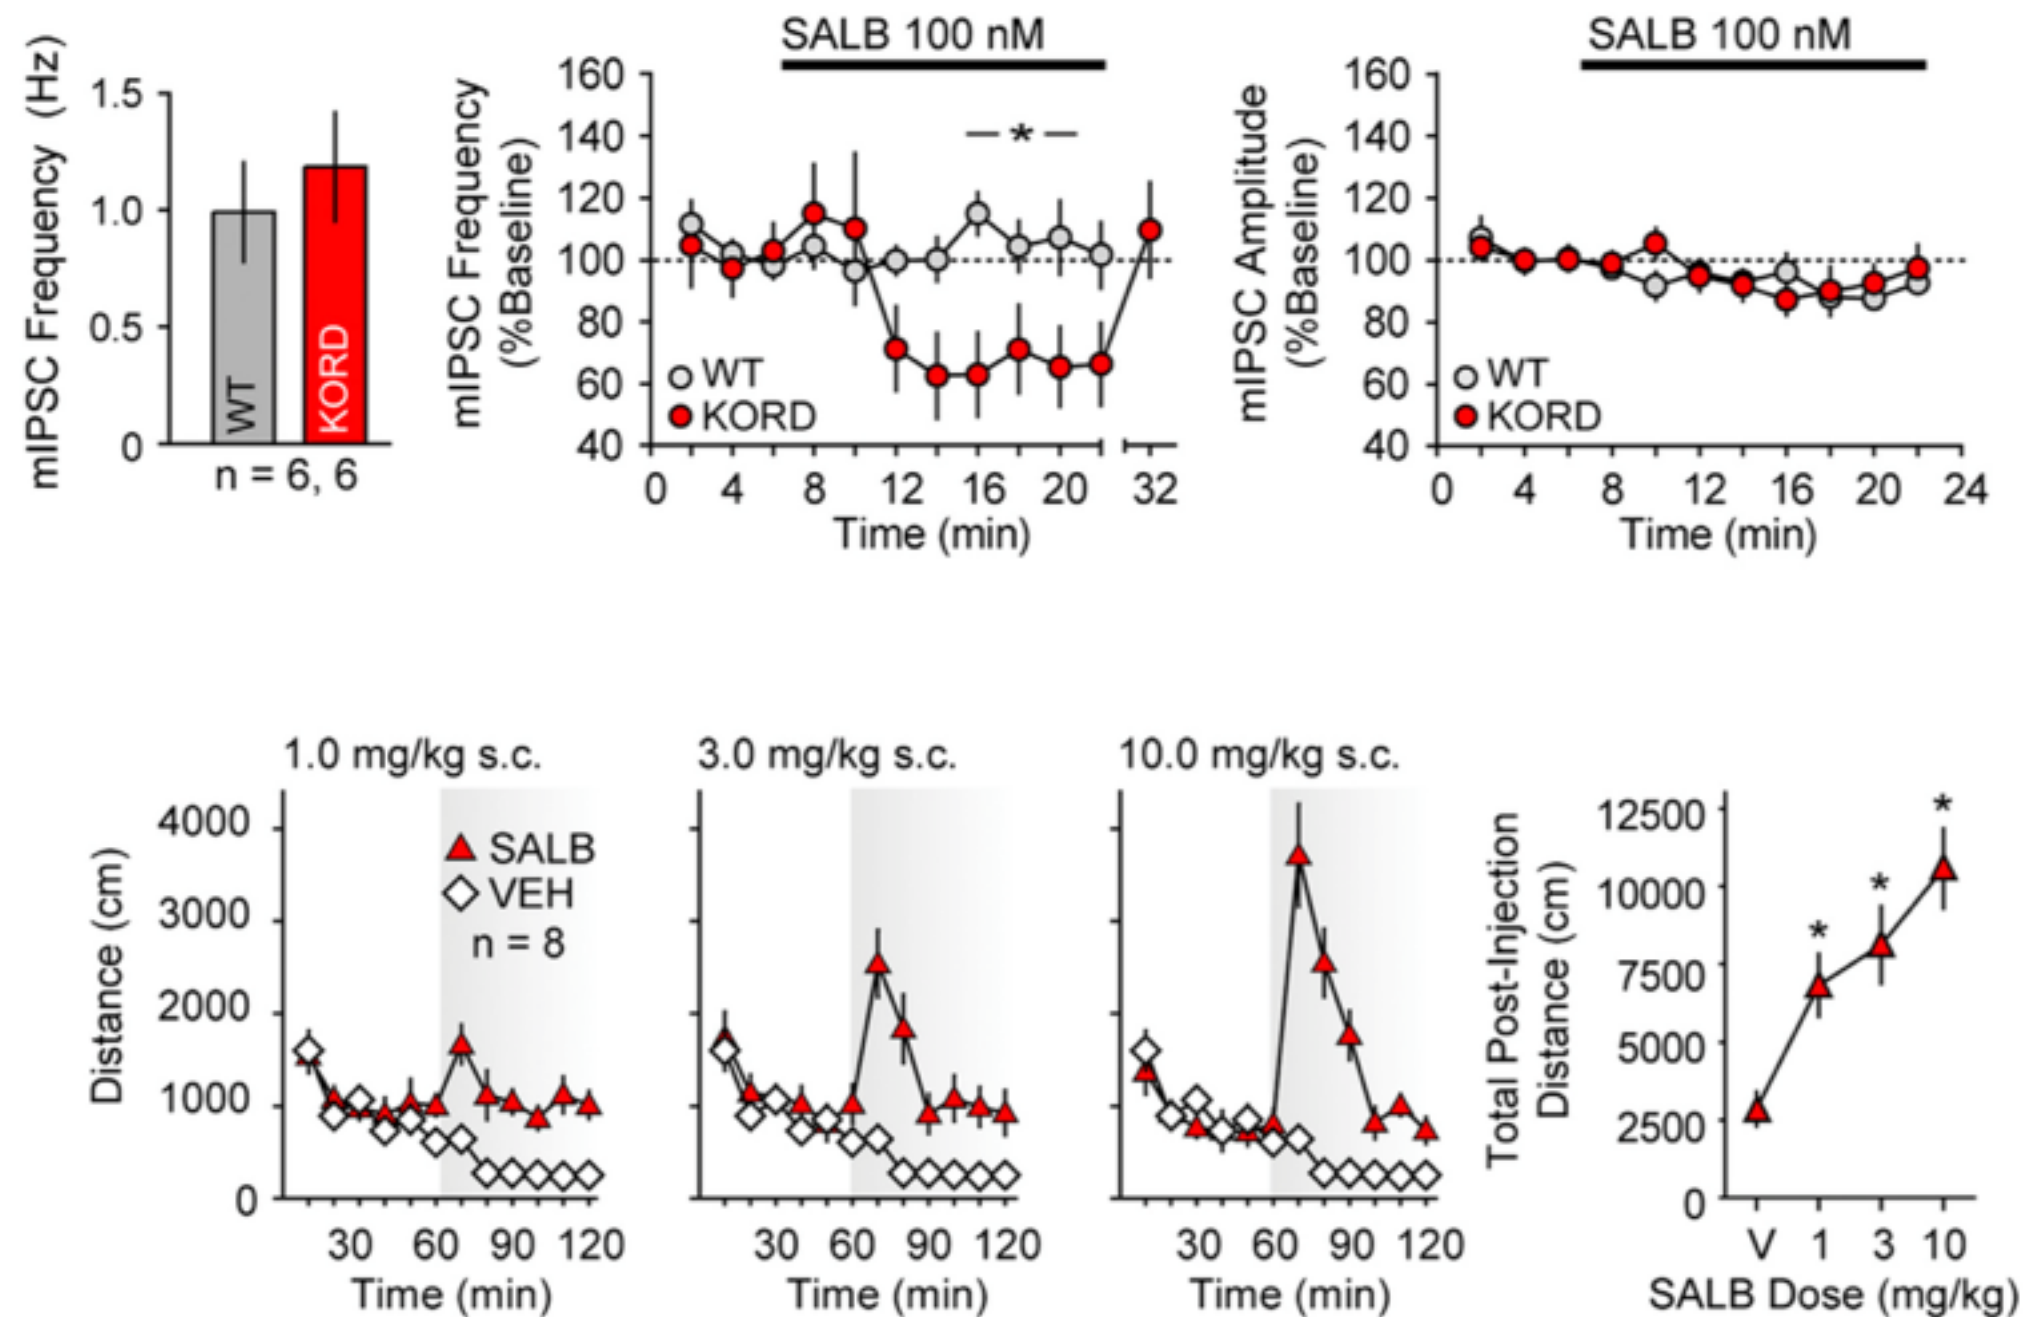 mIPSC Frequency (Hz)
1.5
1.0
0.5
0
WT
KORD
n = 6, 6
SALB 100 nM
mIPSC Frequency
(%Baseline)
160
140
120
100
80
60
40
*
WT
KORD
0 4 8 12 16 20 32
Time (min)
SALB 100 nM
mIPSC Amplitude
(%Baseline)
160
140
120
100
80
60
40
WT
KORD
0 4 8 12 16 20 24
Time (min)
1.0 mg/kg s.c.
Distance (cm)
4000
3000
2000
1000
0
SALB
VEH
n = 8
30 60 90 120
Time (min)
3.0 mg/kg s.c.
30 60 90 120
Time (min)
10.0 mg/kg s.c.
30 60 90 120
Time (min)
Total Post-Injection
Distance (cm)
12500
10000
7500
5000
2500
0
*
*
*
V 1 3 10
SALB Dose (mg/kg)